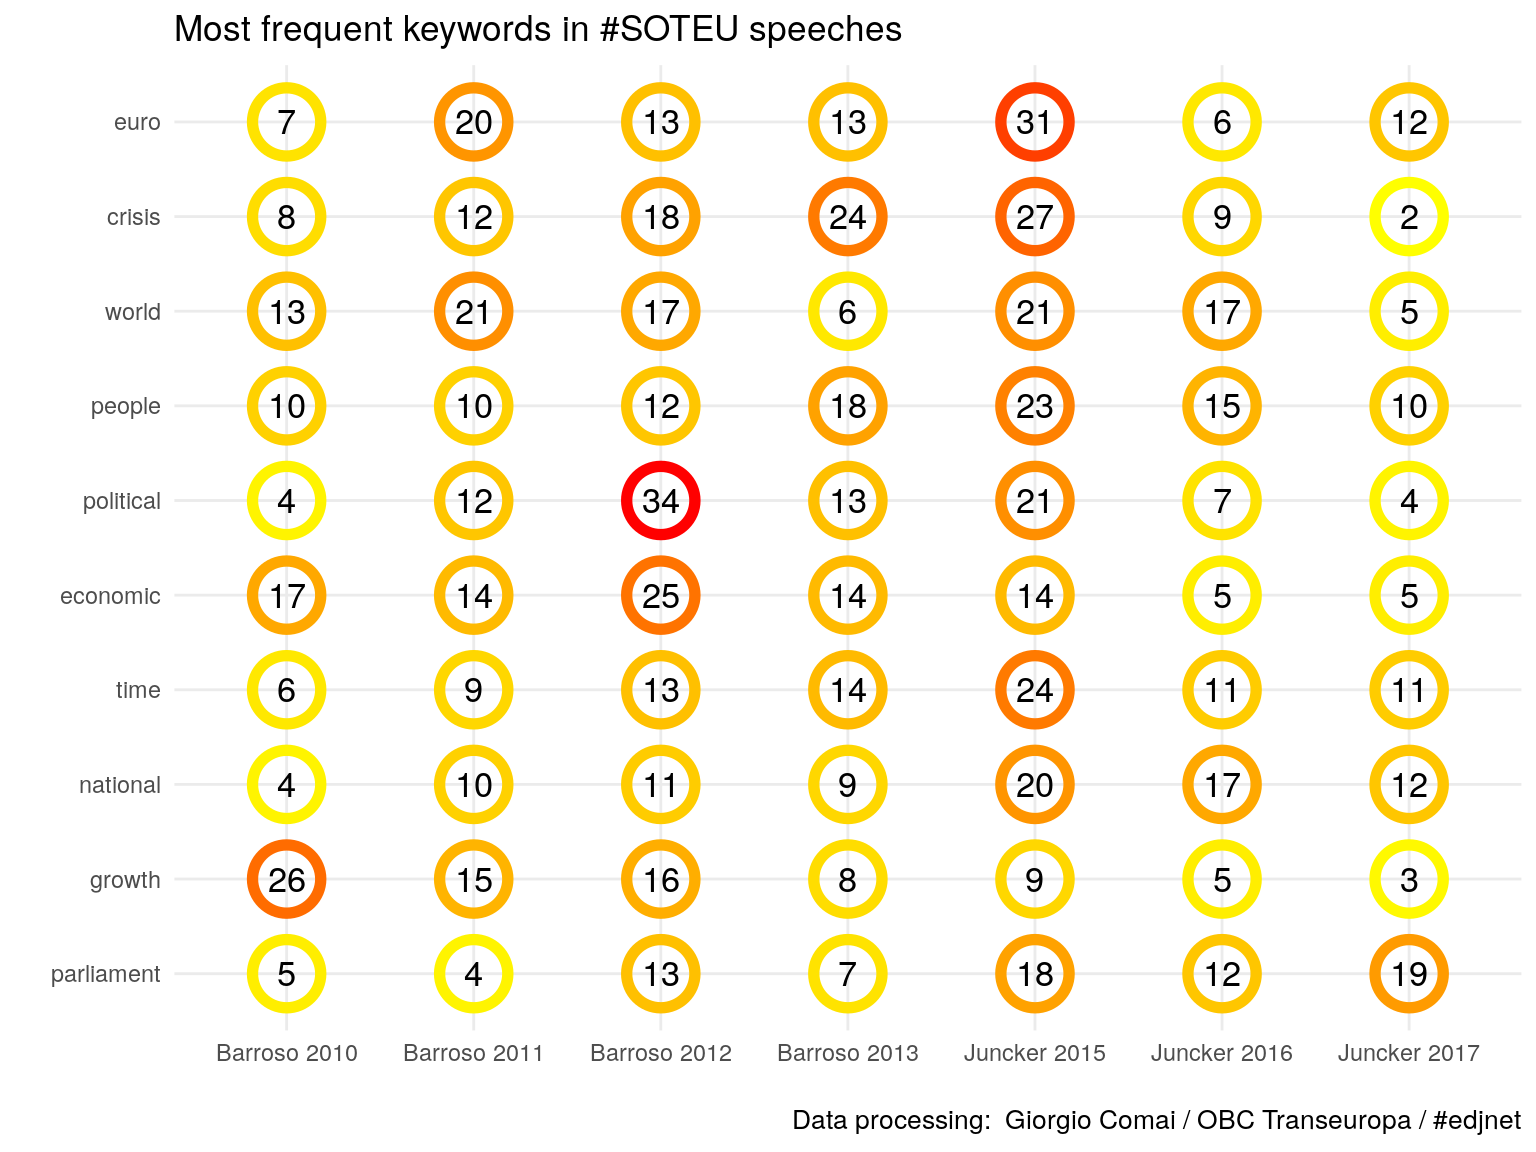 Most frequent keywords in #SOTEU speeches
euro 7 20 13 13 31 6 12
crisis 8 12 18 24 27 9 2
world 13 21 17 6 21 17 5
people 10 10 12 18 23 15 10
political 4 12 34 13 21 7 4
economic 17 14 25 14 14 5 5
time 6 9 13 14 24 11 11
national 4 10 11 9 20 17 12
growth 26 15 16 8 9 5 3
parliament 5 4 13 7 18 12 19
Barroso 2010 Barroso 2011 Barroso 2012 Barroso 2013 Juncker 2015 Juncker 2016 Juncker 2017
Data processing:  Giorgio Comai / OBC Transeuropa / #edjnet